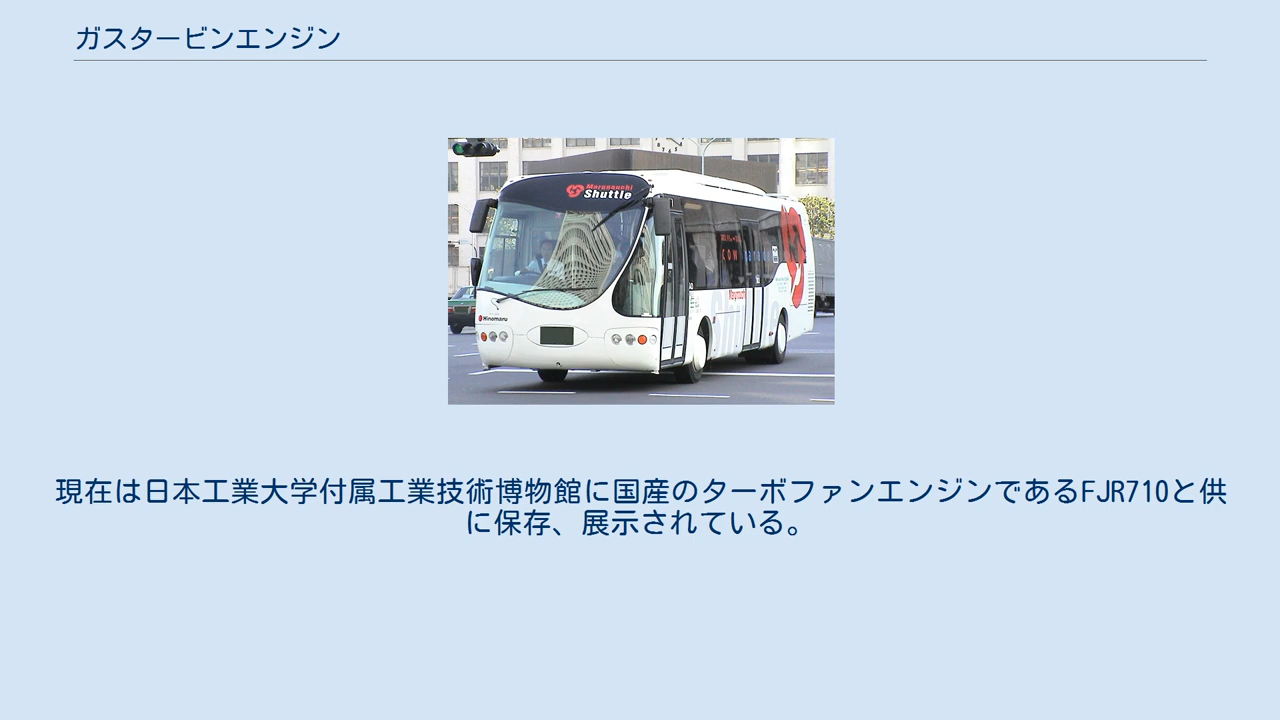 ガスタービンエンジン
Marunouchi
Shuttle
Hinomaru
現在は日本工業大学付属工業技術博物館に国産のターボファンエンジンであるFJR710と供
に保存、展示されている。